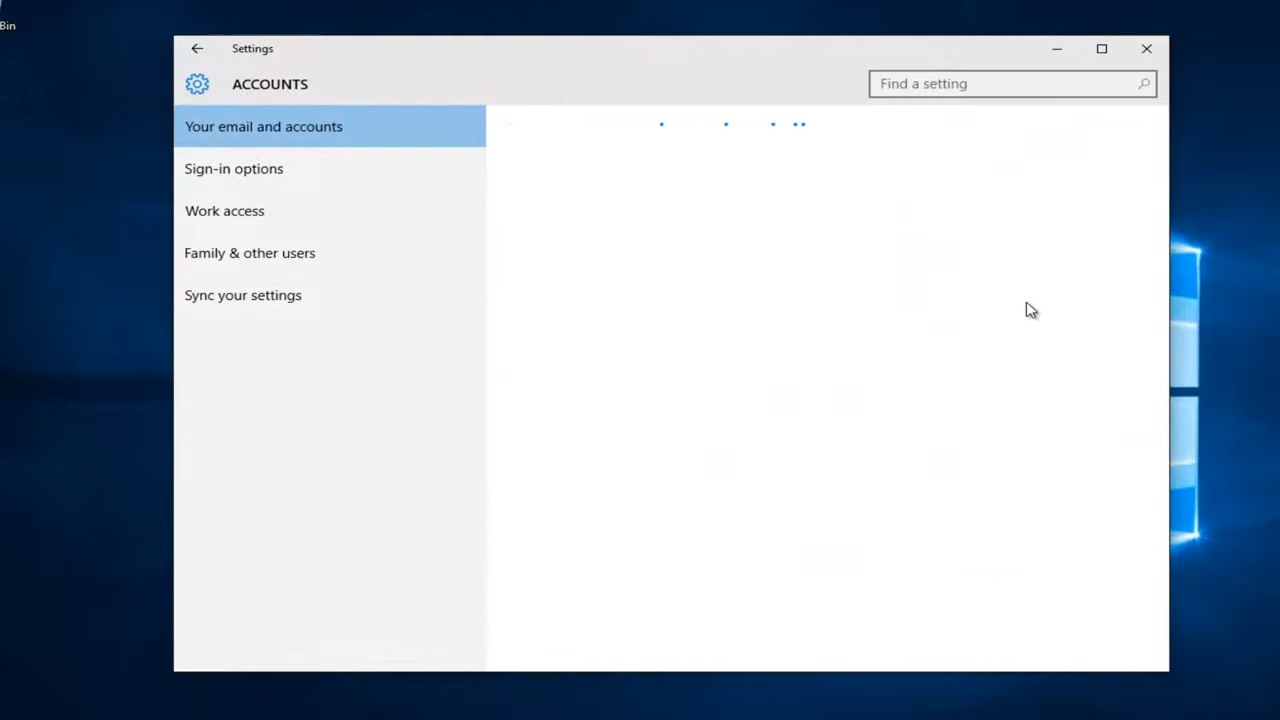 Bin
Settings
ACCOUNTS
Find a setting
Your email and accounts
Sign-in options
Work access
Family & other users
Sync your settings